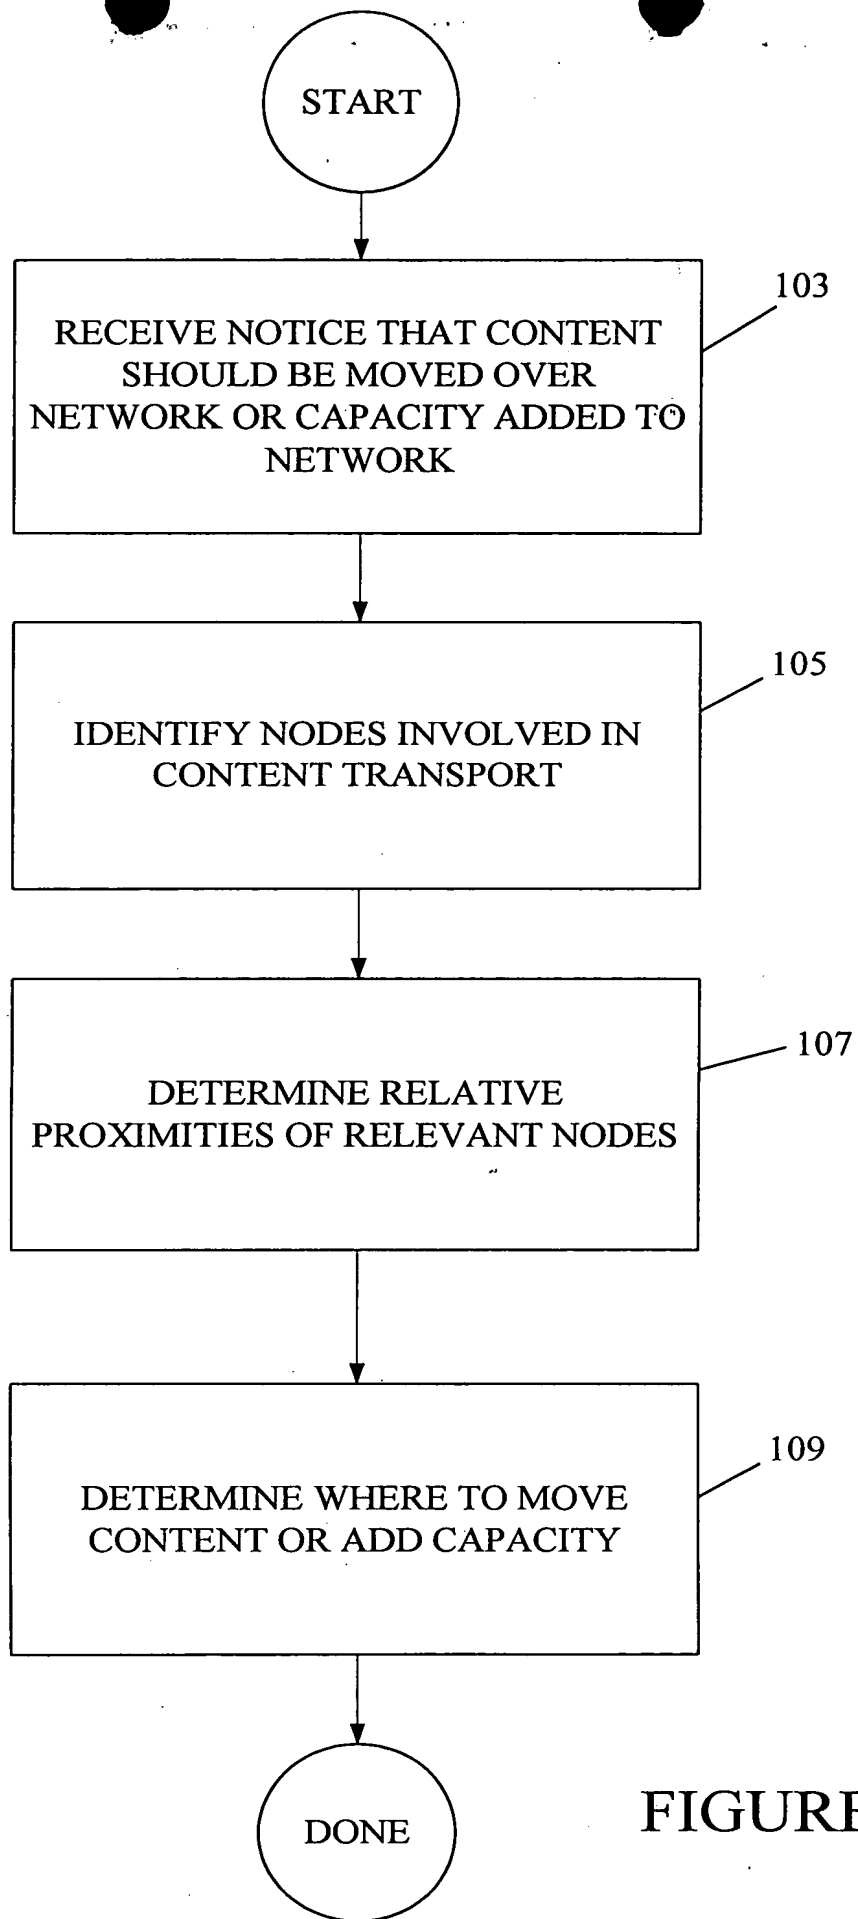 START
103
RECEIVE NOTICE THAT CONTENT
SHOULD BE MOVED OVER
NETWORK OR CAPACITY ADDED TO
NETWORK
105
IDENTIFY NODES INVOLVED IN
CONTENT TRANSPORT
107
DETERMINE RELATIVE
PROXIMITIES OF RELEVANT NODES
109
DETERMINE WHERE TO MOVE
CONTENT OR ADD CAPACITY
DONE
FIGURE